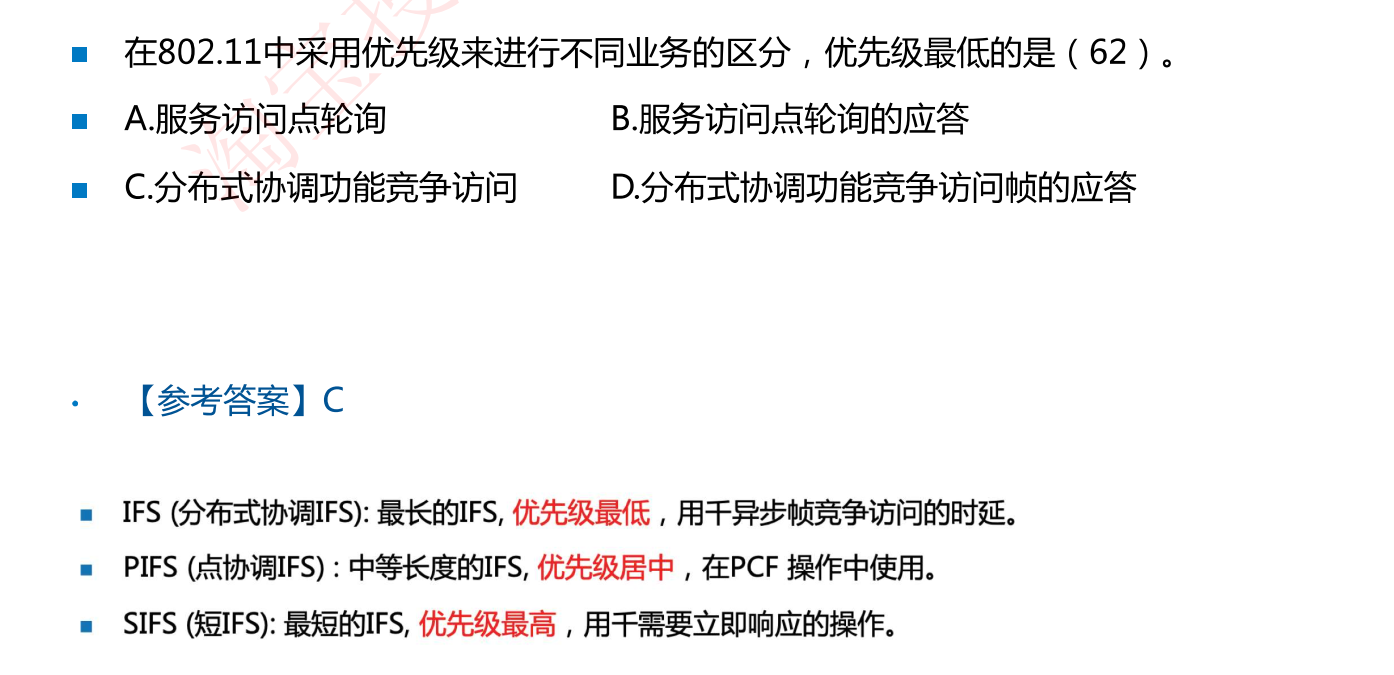 在802.11中采用优先级来进行不同业务的区分，优先级最低的是（62）。
A.服务访问点轮询 B.服务访问点轮询的应答
C.分布式协调功能竞争访问 D.分布式协调功能竞争访问帧的应答
【参考答案】C
IFS (分布式协调IFS): 最长的IFS, 优先级最低，用千异步帧竞争访问的时延。
PIFS (点协调IFS) : 中等长度的IFS, 优先级居中，在PCF 操作中使用。
SIFS (短IFS): 最短的IFS, 优先级最高，用千需要立即响应的操作。